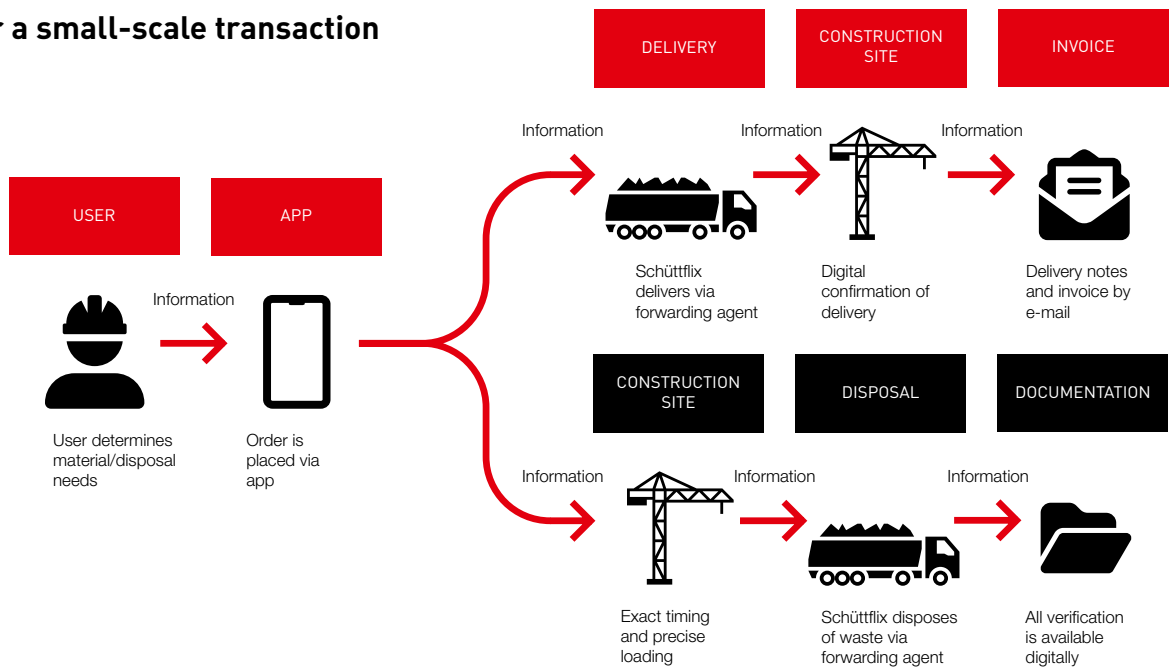 a small-scale transaction
DELIVERY
CONSTRUCTION
SITE
INVOICE
Information
Information
Information
USER
APP
Information
Schüttflix
delivers via
forwarding agent
Digital
confirmation of
delivery
Delivery notes
and invoice by
e-mail
CONSTRUCTION
SITE
DISPOSAL
DOCUMENTATION
User determines
material/disposal
needs
Order is
placed via
app
Information
Information
Information
Exact timing
and precise
loading
Schüttflix disposes
of waste via
forwarding agent
All verification
is available
digitally